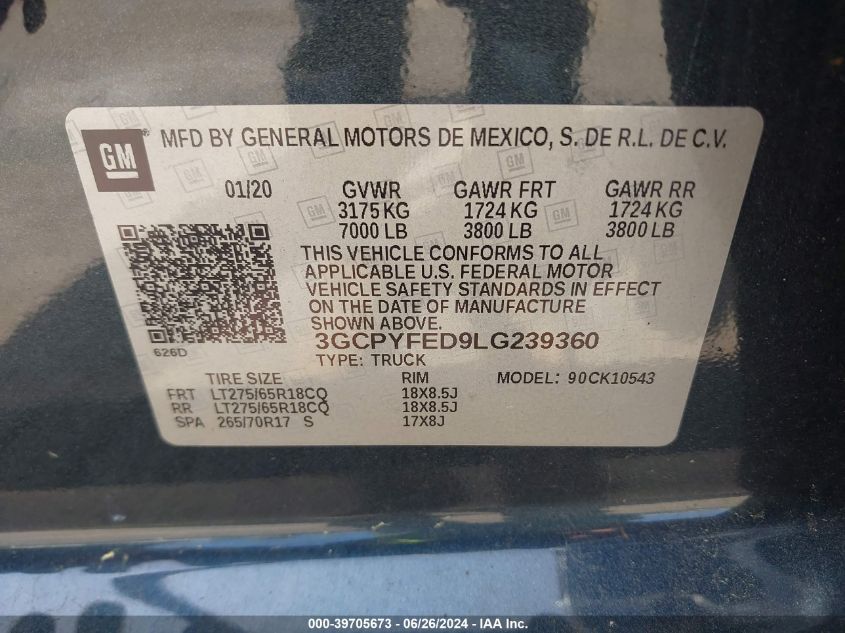 GM ® MFD BY GENERAL MOTORS DE MEXICO, S. DE R.L. DE C.V.
01/20 GVWR GAWR FRT GAWR RR
3175 KG 1724 KG 1724 KG
7000 LB 3800 LB 3800 LB
THIS VEHICLE CONFORMS TO ALL
APPLICABLE U.S. FEDERAL MOTOR
VEHICLE SAFETY STANDARDS IN EFFECT
ON THE DATE OF MANUFACTURE
SHOWN ABOVE.
3GCPYFED9LG239360
626D
TYPE: TRUCK
TIRE SIZE RIM MODEL: 90CK10543
FRT LT275/65R18CQ 18X8.5J
RR LT275/65R18CQ 18X8.5J
SPA 265/70R17 S 17X8J
000-39705673 - 06/26/2024 - IAA Inc.